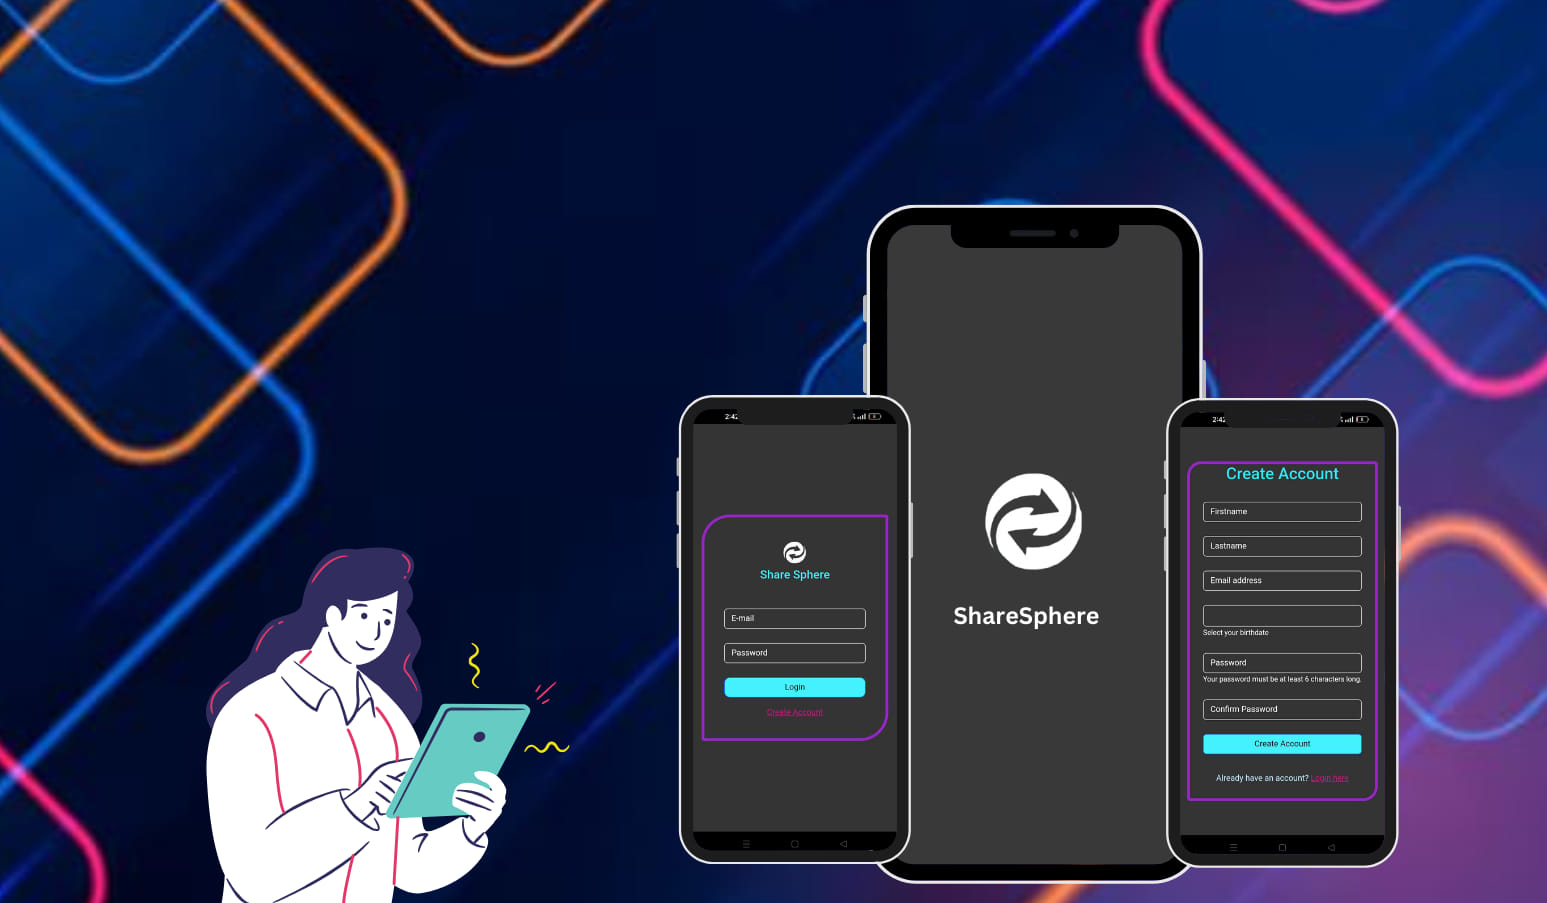 2:42
Share Sphere
E-mail
Password
Login
Create Account
ShareSphere
2:42
Create Account
Firstname
Lastname
Email address
Select your birthdate
Password
Your password must be at least 6 characters long.
Confirm Password
Create Account
Already have an account? Login here